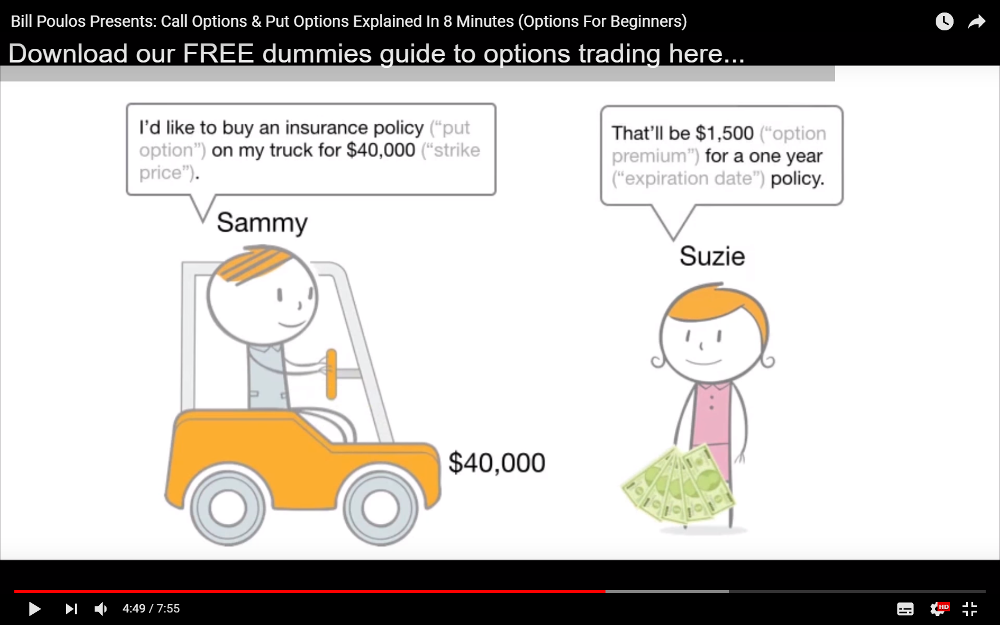 Bill Poulos Presents: Call Options & Put Options Explained In 8 Minutes (Options For Beginners)
Download our FREE dummies guide to options trading here...
I'd like to buy an insurance policy (“put
option”) on my truck for $40,000 (“strike
price”).
That'll be $1,500 (“option
premium”) for a one year
(“expiration date”) policy.
Sammy
Suzie
$40,000
4:49 / 7:55
HD